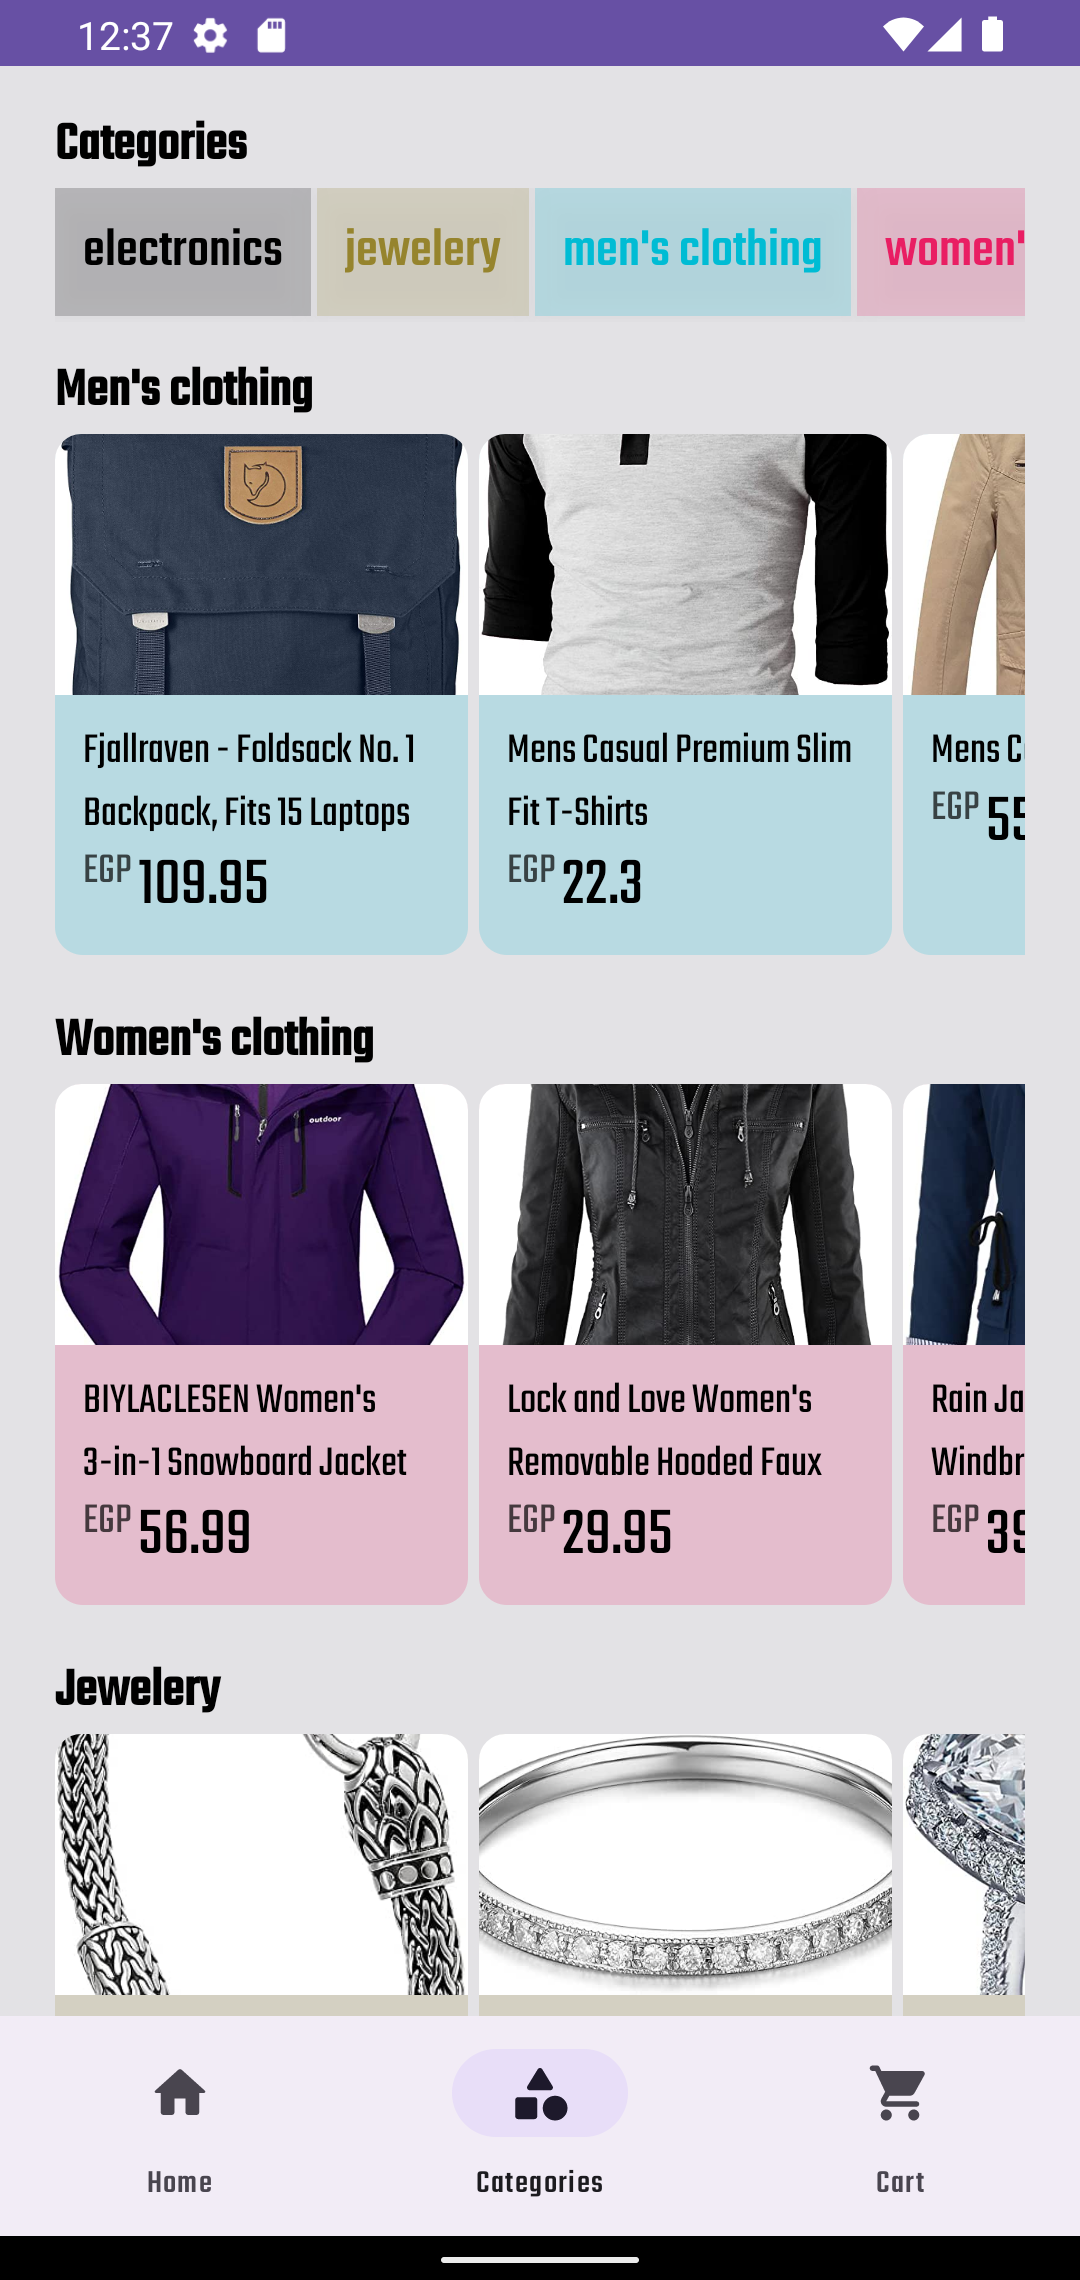 12:37
Categories
electronics
jewelery
men's clothing
women'
Men's clothing
Fjallraven - Foldsack No. 1
Backpack, Fits 15 Laptops
EGP 109.95
Mens Casual Premium Slim
Fit T-Shirts
EGP 22.3
Mens C
EGP 55
Women's clothing
outdoor
BIYLACLESEN Women's
3-in-1 Snowboard Jacket
EGP 56.99
Lock and Love Women's
Removable Hooded Faux
EGP 29.95
Rain Ja
Windbr
EGP 39
Jewelery
Home
Categories
Cart